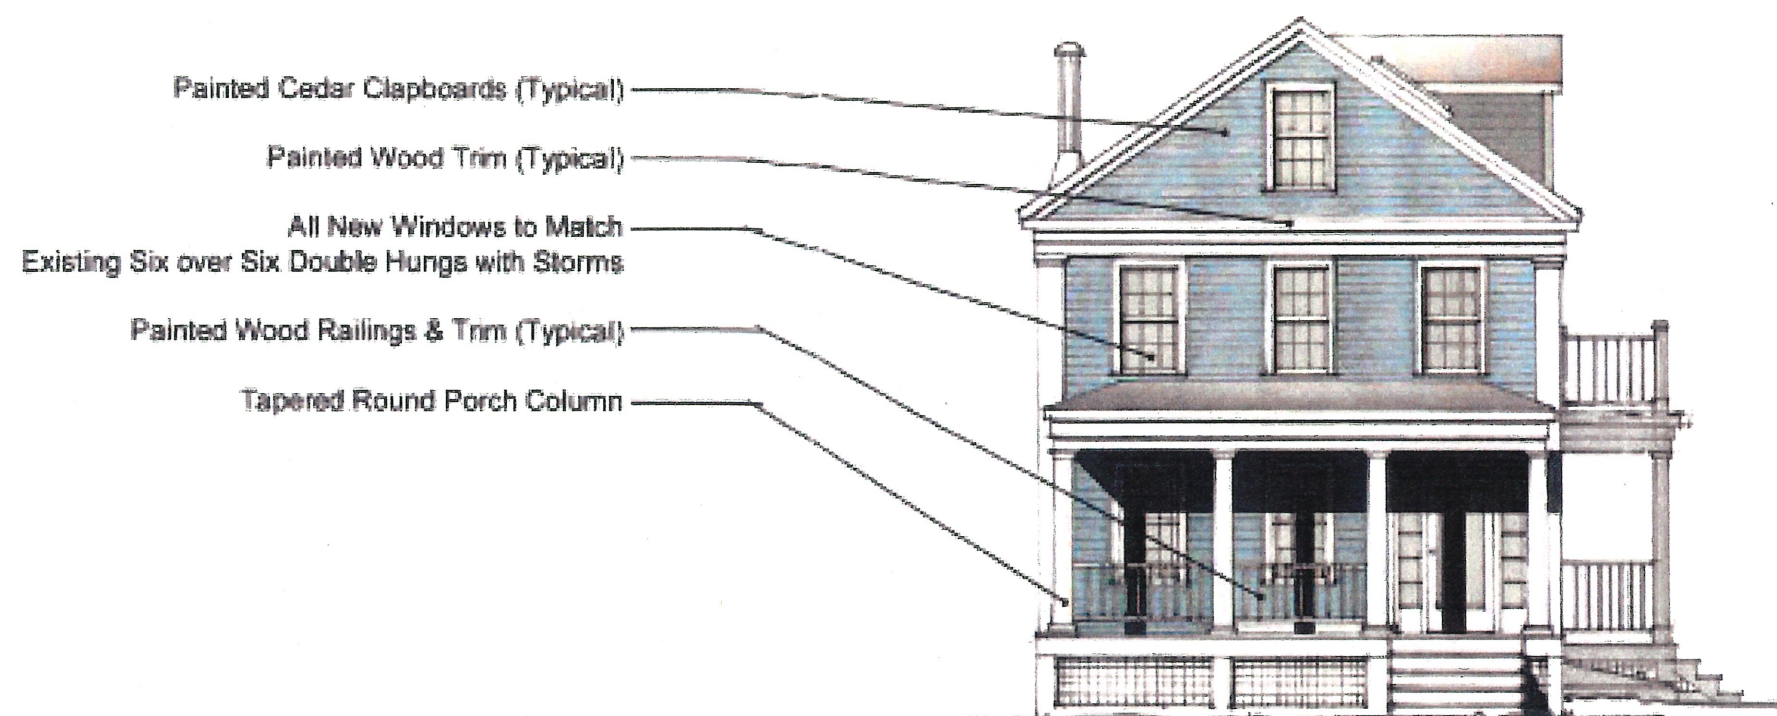 Painted Cedar Clapboards (Typical)
Painted Wood Trim (Typical)
All New Windows to Match
Existing Six over Six Double Hungs with Storms
Painted Wood Railings & Trim (Typical)
Tapered Round Porch Column